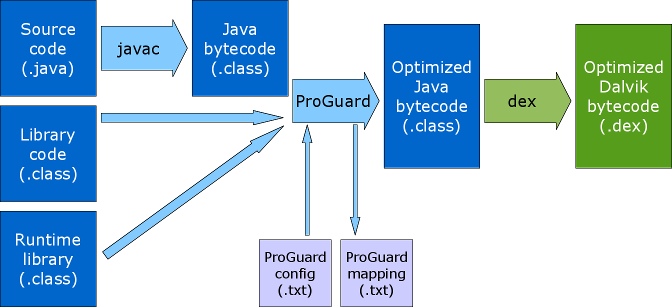 Source
code
(.java)
javac
Java
bytecode
(.class)
Library
code
(.class)
Runtime
library
(.class)
ProGuard
Optimized
Java
bytecode
(.class)
dex
Optimized
Dalvik
bytecode
(.dex)
ProGuard
config
(.txt)
ProGuard
mapping
(.txt)